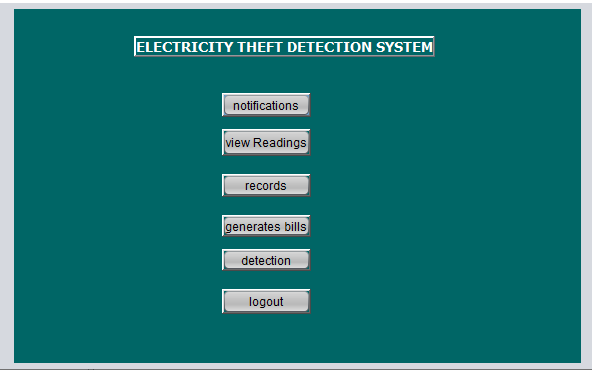 ELECTRICITY THEFT DETECTION SYSTEM
notifications
view Readings
records
generates bills
detection
logout